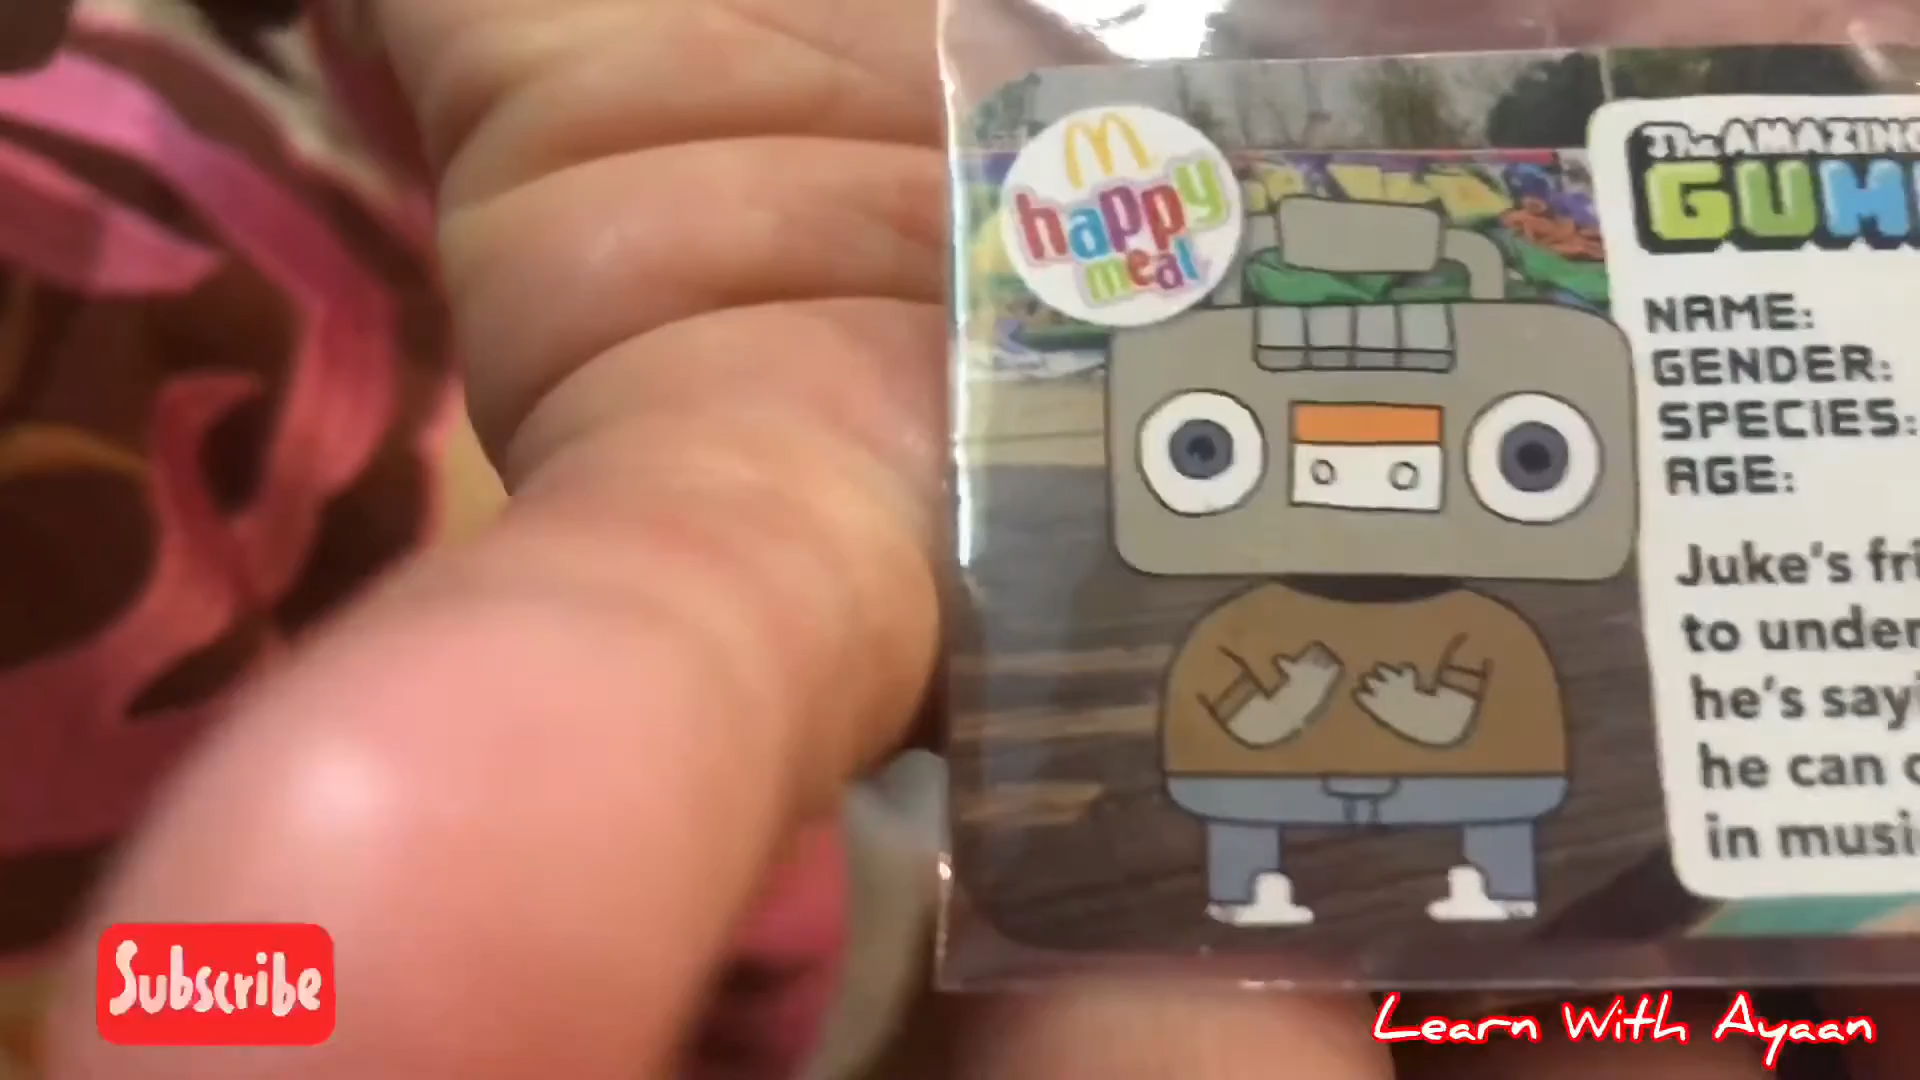 happy
meal
The AMAZING
GUM
NAME:
GENDER:
SPECIES:
AGE:
Juke's fri
to under
he's sayi
he can
in musi
Subscribe
Learn With Ayaan